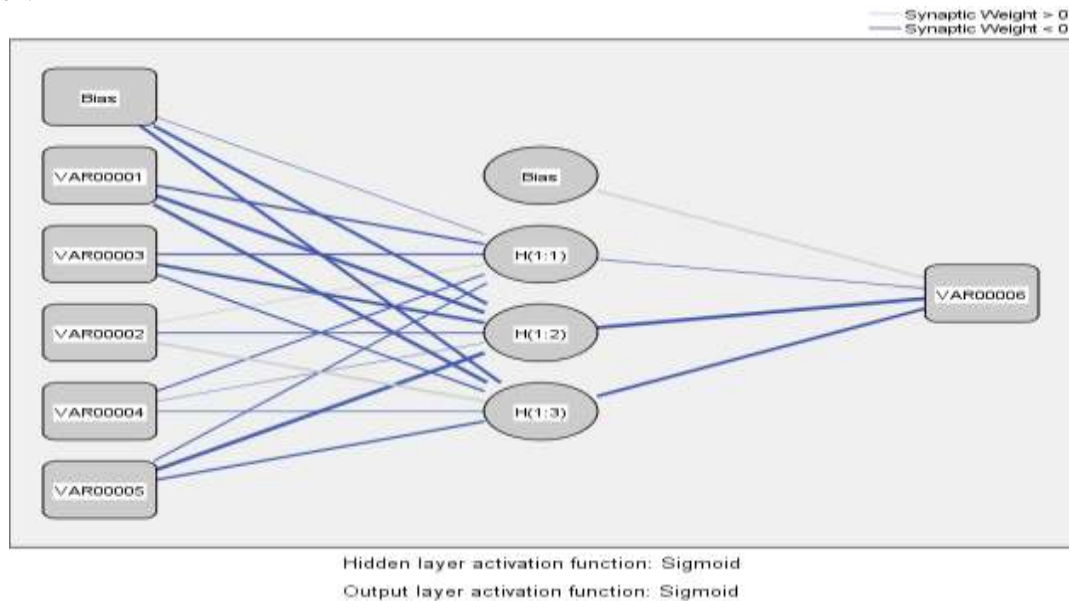 Synaptic Weight > 0
Synaptic Weight < 0
Bias
VAR00001
VAR00003
VAR00002
VAR00004
VAR00005
Bias
H(1:1)
H(1:2)
H(1:3)
VAR00006
Hidden layer activation function: Sigmoid
Output layer activation function: Sigmoid